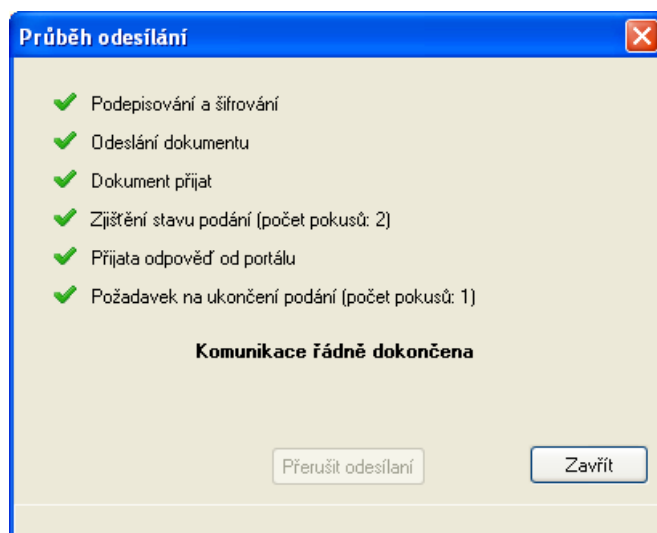 Průběh odesílání
Podepisování a šifrování
Odeslání dokumentu
Dokument přijat
Zjištění stavu podání (počet pokusů: 2)
Přijata odpověď od portálu
Požadavek na ukončení podání (počet pokusů: 1)
Komunikace řádně dokončena
Přerušit odesílaní
Zavřít